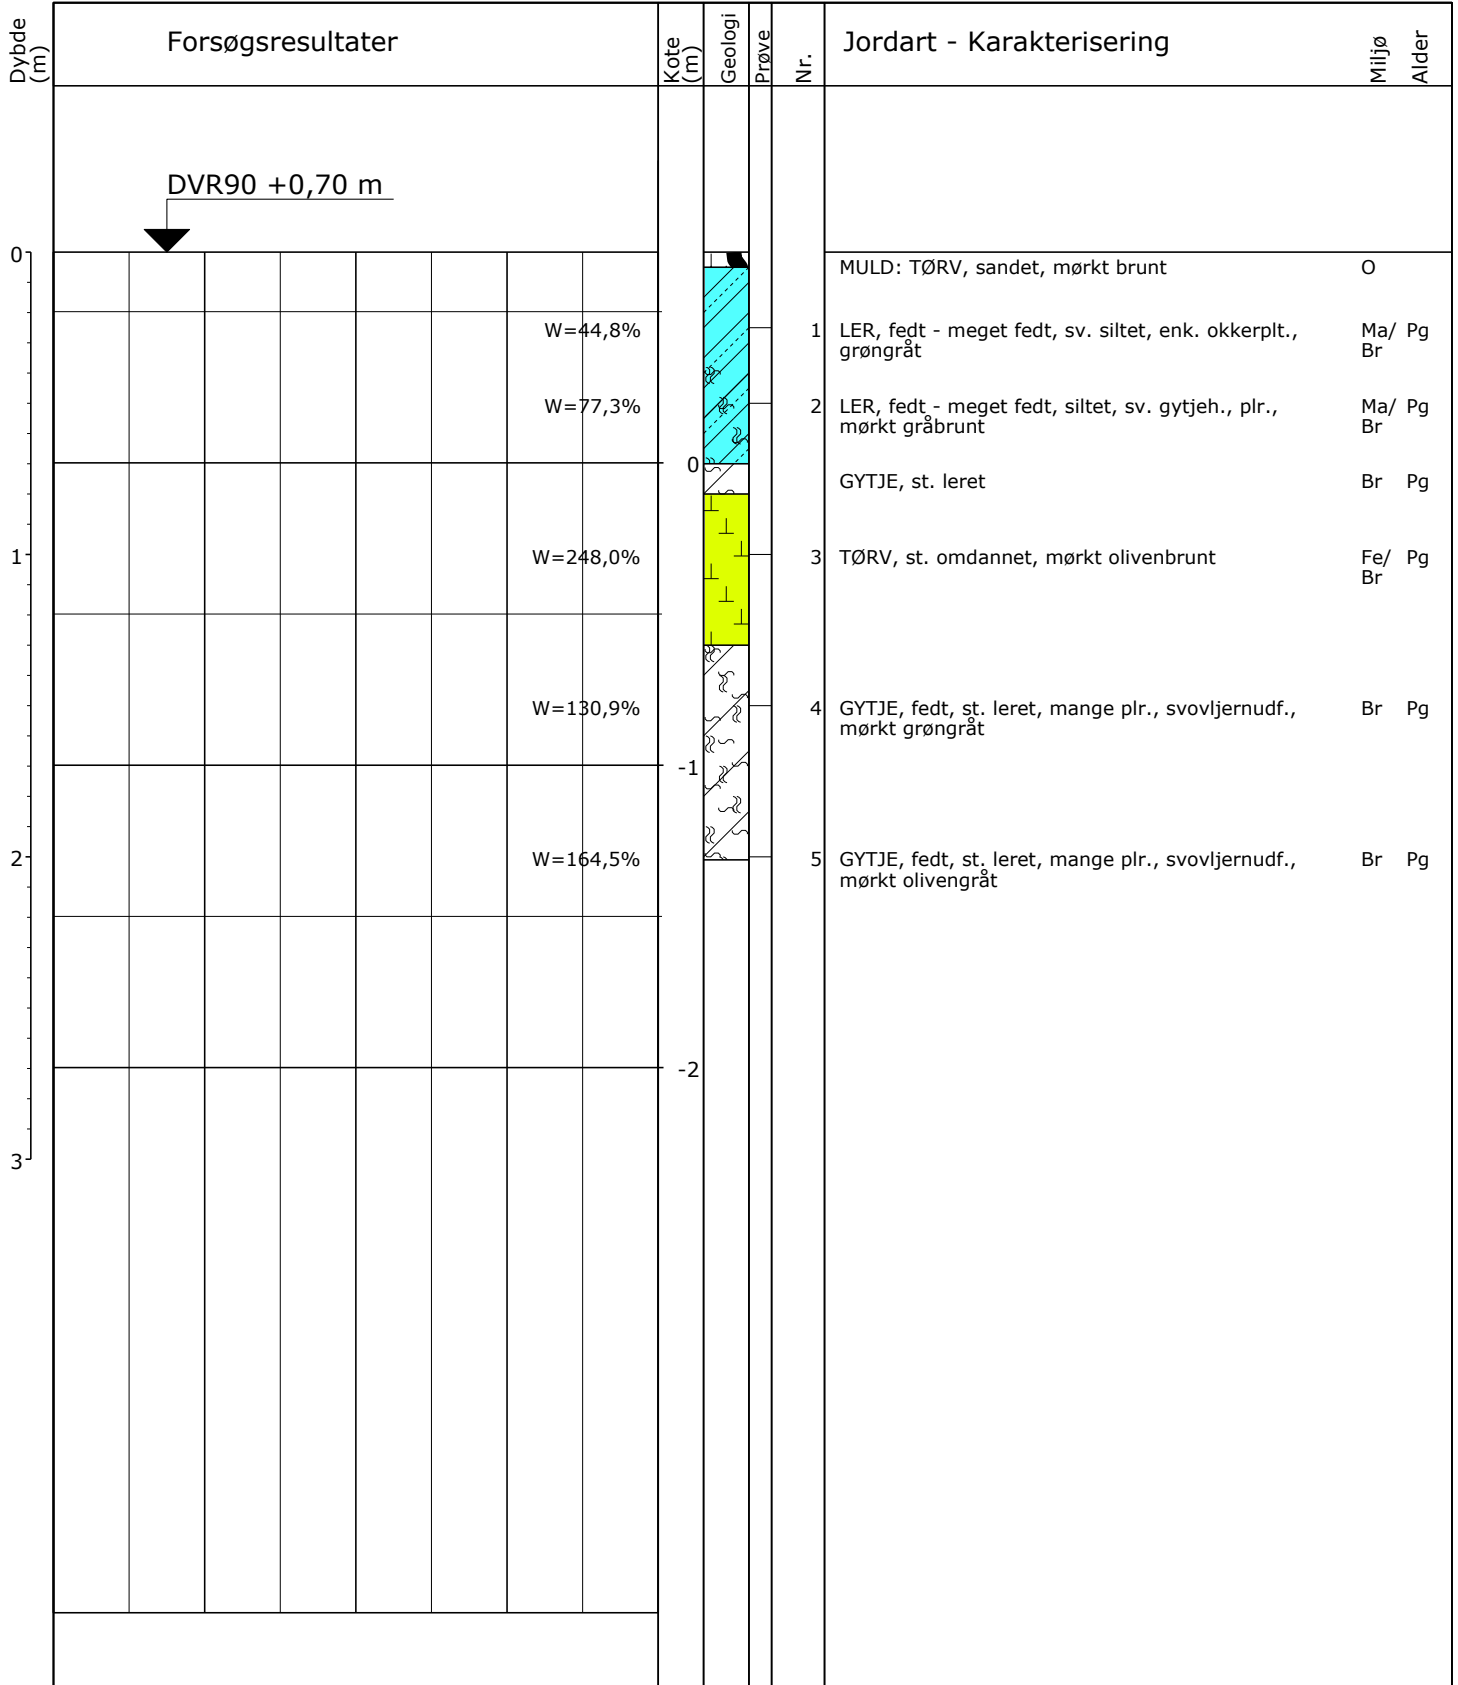 Dybde
(m)
Forsøgsresultater
Kote
(m)
Geologi
Prøve
Nr.
Jordart - Karakterisering
Miljø
Alder
DVR90 +0,70 m
0
MULD: TØRV, sandet, mørkt brunt O
W=44,8% 1 LER, fedt - meget fedt, sv. siltet, enk. okkerplt., Ma/ Pg
grøngråt Br
W=77,3% 2 LER, fedt - meget fedt, siltet, sv. gytjeh., plr., Ma/ Pg
mørkt gråbrunt Br
0
GYTJE, st. leret Br Pg
1 W=248,0% 3 TØRV, st. omdannet, mørkt olivenbrunt Fe/ Pg
Br
W=130,9% 4 GYTJE, fedt, st. leret, mange plr., svovljernudf., Br Pg
mørkt grøngråt
-1
2 W=164,5% 5 GYTJE, fedt, st. leret, mange plr., svovljernudf., Br Pg
mørkt olivengråt
-2
3